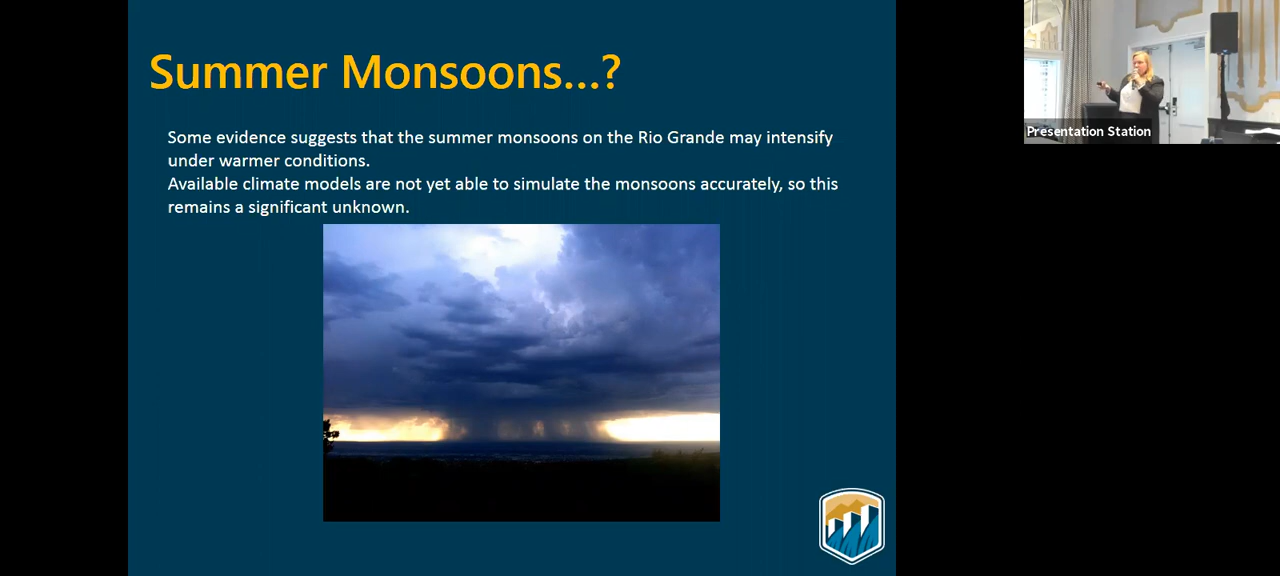 Summer Monsoons...?
Some evidence suggests that the summer monsoons on the Rio Grande may intensify
under warmer conditions.
Available climate models are not yet able to simulate the monsoons accurately, so this
remains a significant unknown.
Presentation Station